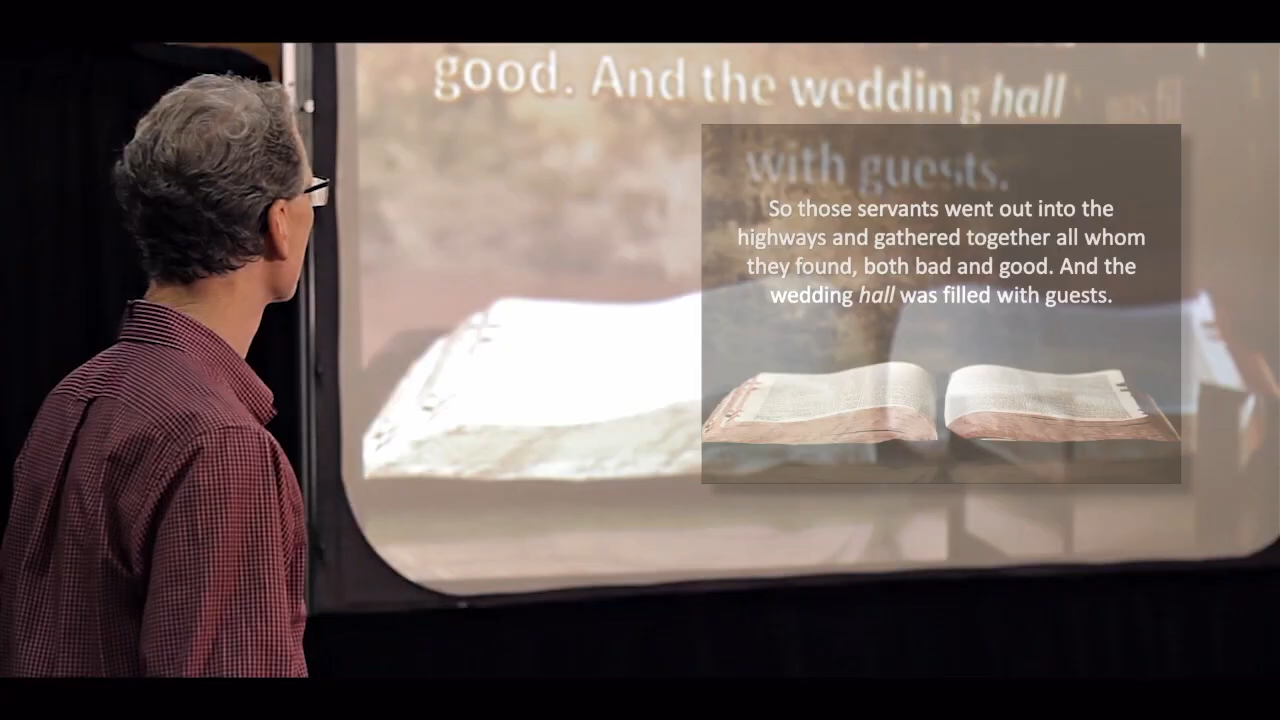 good. And the wedding hall
with guests.
So those servants went out into the
highways and gathered together all whom
they found, both bad and good. And the
wedding hall was filled with guests.